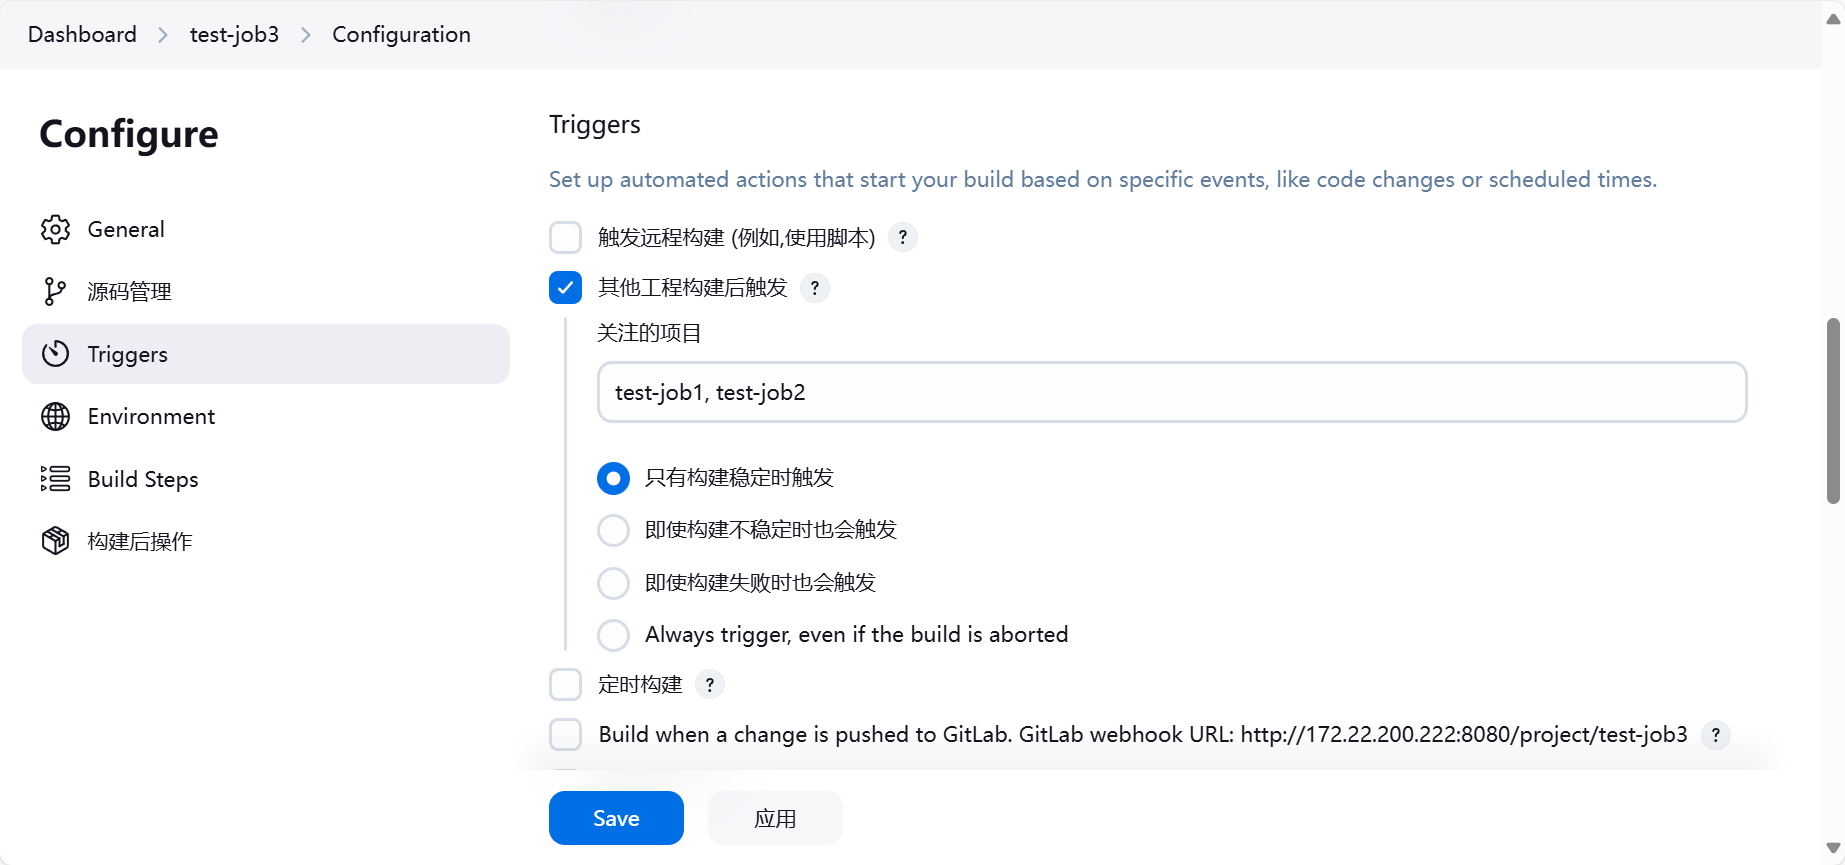 Dashboard > test-job3 > Configuration
Configure
General
源码管理
Triggers
Environment
Build Steps
构建后操作
Triggers
Set up automated actions that start your build based on specific events, like code changes or scheduled times.
触发远程构建 (例如,使用脚本) ?
其他工程构建后触发 ?
关注的项目
test-job1, test-job2
只有构建稳定时触发
即使构建不稳定时也会触发
即使构建失败时也会触发
Always trigger, even if the build is aborted
定时构建 ?
Build when a change is pushed to GitLab. GitLab webhook URL: http://172.22.200.222:8080/project/test-job3 ?
Save 应用